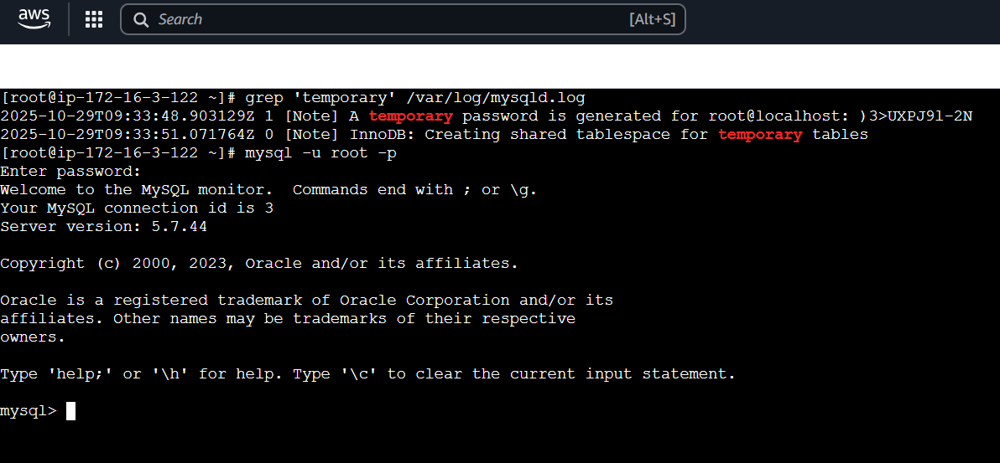 aws
Search [Alt+S]
[root@ip-172-16-3-122 ~]# grep 'temporary' /var/log/mysqld.log
2025-10-29T09:33:48.903129Z 1 [Note] A temporary password is generated for root@localhost: )3>UXPJ9l-2N
2025-10-29T09:33:51.071764Z 0 [Note] InnoDB: Creating shared tablespace for temporary tables
[root@ip-172-16-3-122 ~]# mysql -u root -p
Enter password:
Welcome to the MySQL monitor.  Commands end with ; or \g.
Your MySQL connection id is 3
Server version: 5.7.44
Copyright (c) 2000, 2023, Oracle and/or its affiliates.
Oracle is a registered trademark of Oracle Corporation and/or its
affiliates. Other names may be trademarks of their respective
owners.
Type 'help;' or '\h' for help. Type '\c' to clear the current input statement.
mysql>